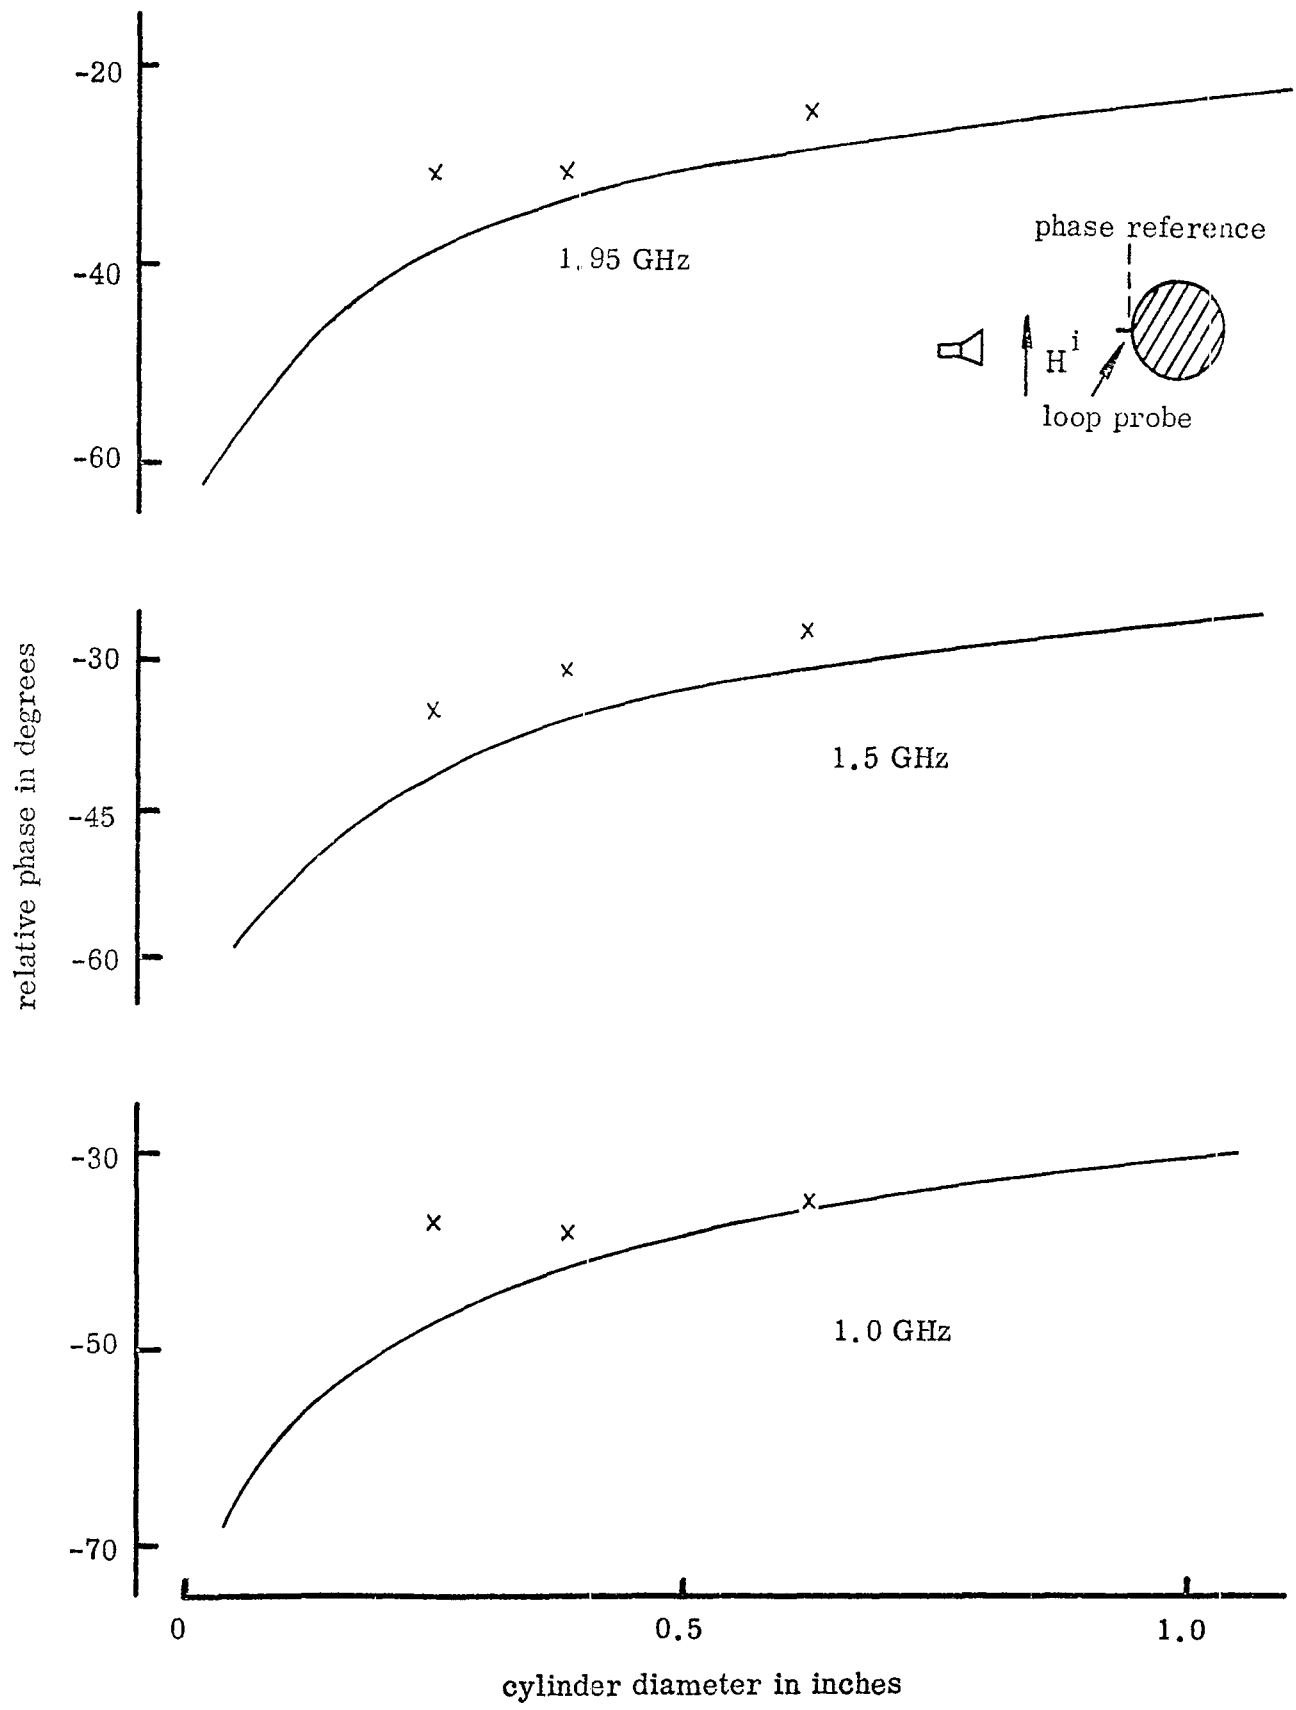 -20
-40
-60
1.95 GHz
phase reference
H^i
loop probe
relative phase in degrees
-30
-45
-60
1.5 GHz
-30
-50
-70
1.0 GHz
0
0.5
1.0
cylinder diameter in inches